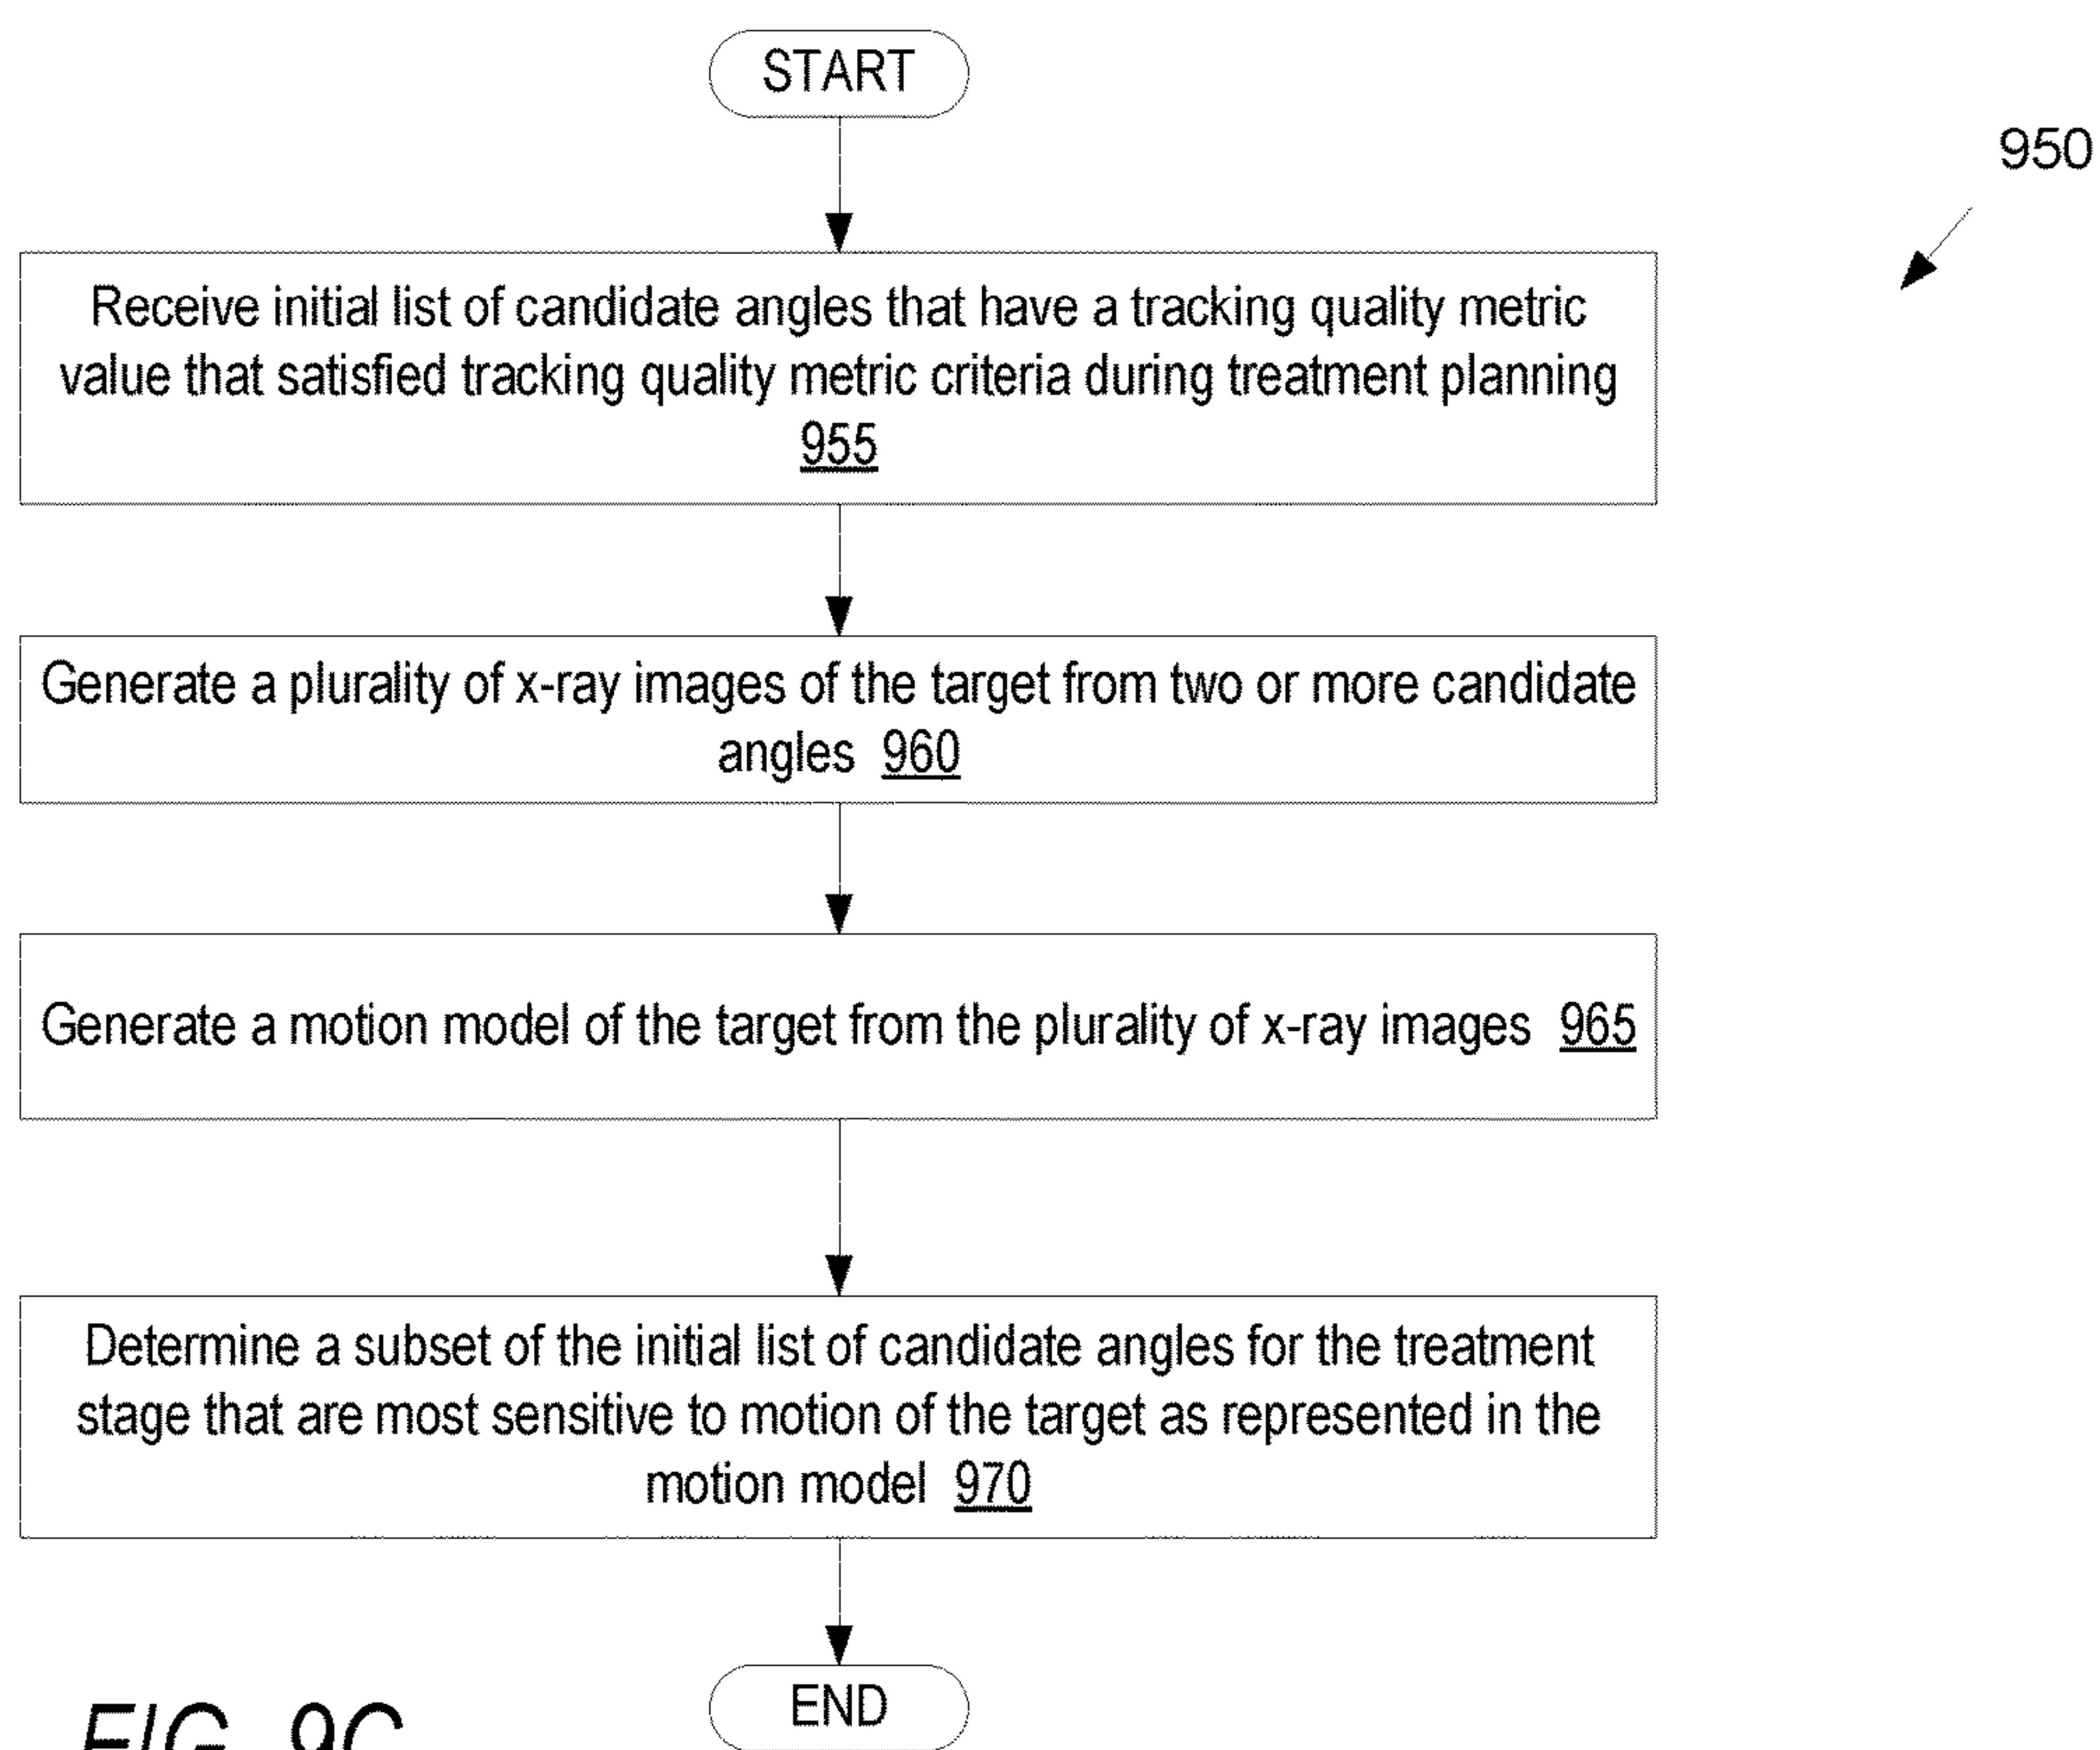 START
950
Receive initial list of candidate angles that have a tracking quality metric
value that satisfied tracking quality metric criteria during treatment planning
955
Generate a plurality of x-ray images of the target from two or more candidate
angles 960
Generate a motion model of the target from the plurality of x-ray images 965
Determine a subset of the initial list of candidate angles for the treatment
stage that are most sensitive to motion of the target as represented in the
motion model 970
END
FIG. 9C